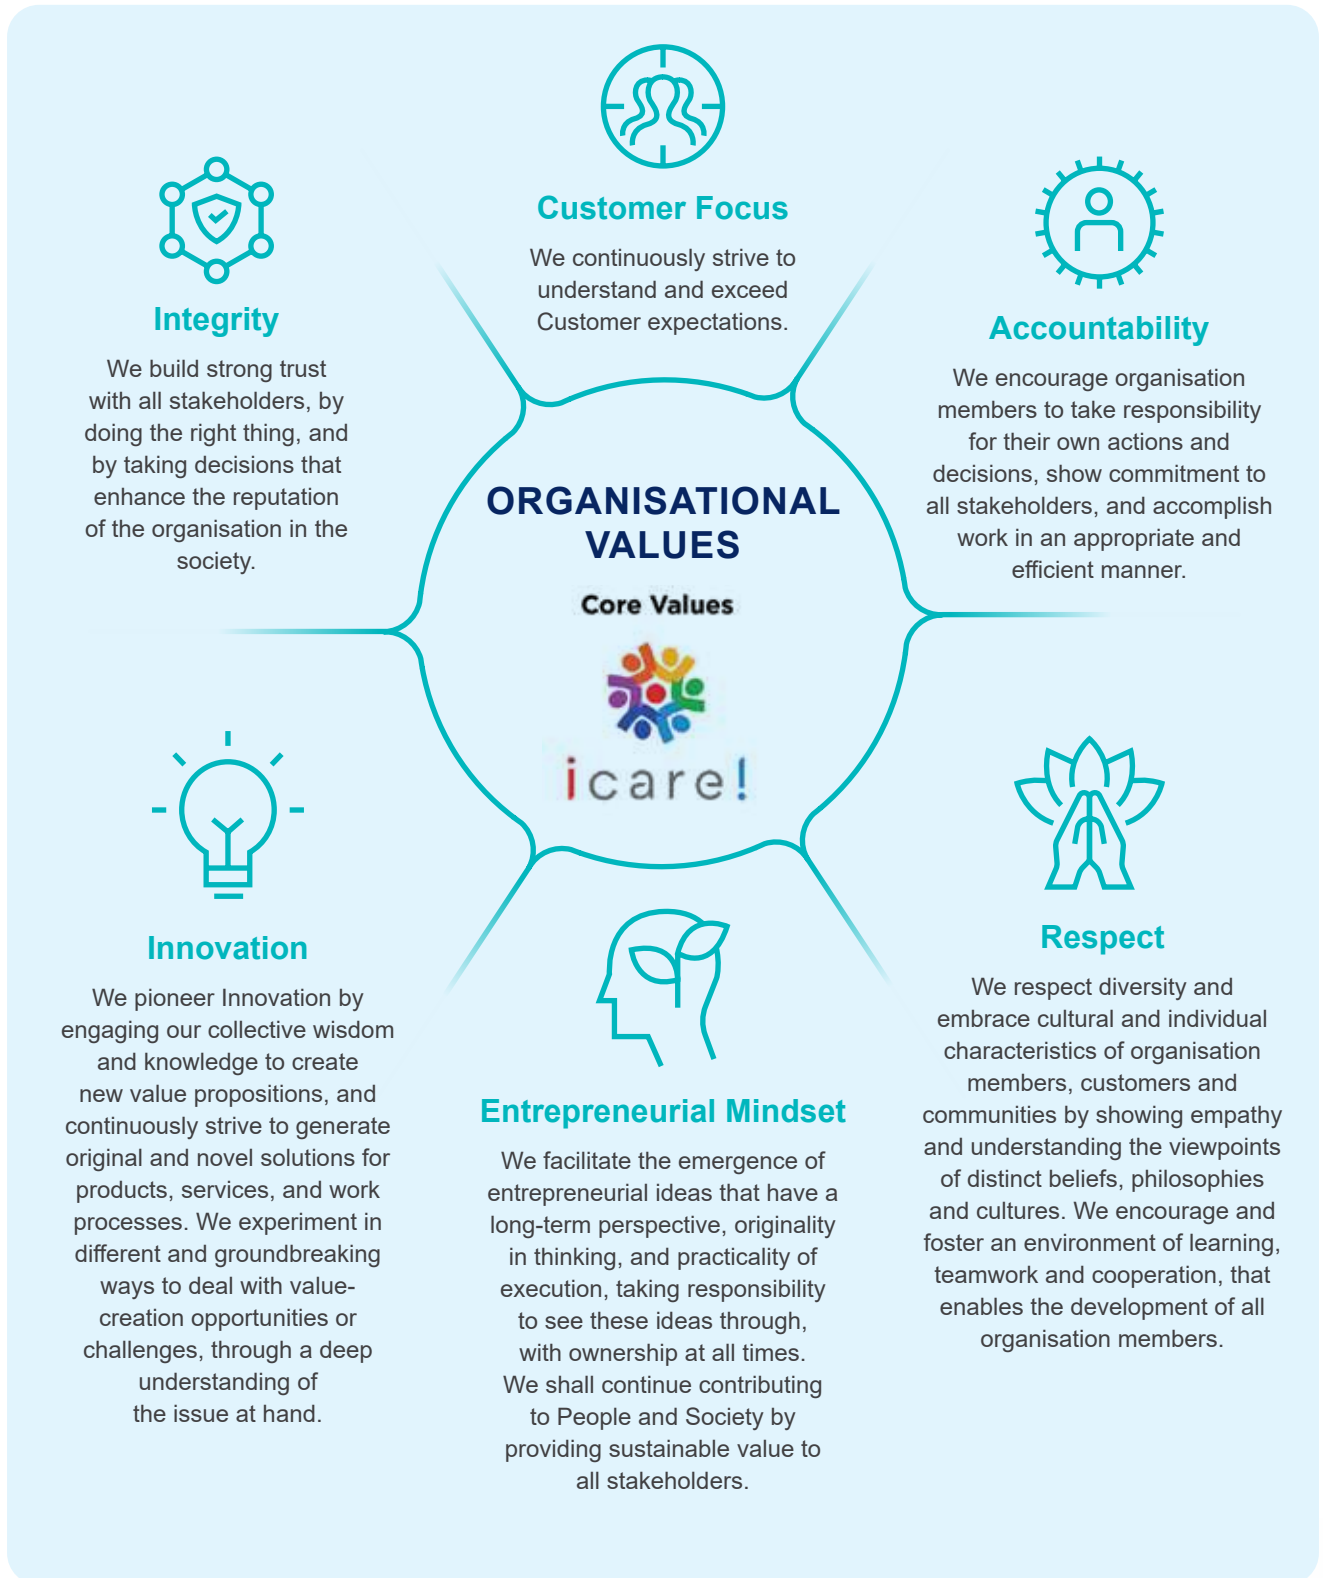 Customer Focus
We continuously strive to
understand and exceed
Customer expectations.
Integrity
We build strong trust
with all stakeholders, by
doing the right thing, and
by taking decisions that
enhance the reputation
of the organisation in the
society.
Accountability
We encourage organisation
members to take responsibility
for their own actions and
decisions, show commitment to
all stakeholders, and accomplish
work in an appropriate and
efficient manner.
ORGANISATIONAL
VALUES
Core Values
icare!
Innovation
We pioneer Innovation by
engaging our collective wisdom
and knowledge to create
new value propositions, and
continuously strive to generate
original and novel solutions for
products, services, and work
processes. We experiment in
different and groundbreaking
ways to deal with value-
creation opportunities or
challenges, through a deep
understanding of
the issue at hand.
Entrepreneurial Mindset
We facilitate the emergence of
entrepreneurial ideas that have a
long-term perspective, originality
in thinking, and practicality of
execution, taking responsibility
to see these ideas through,
with ownership at all times.
We shall continue contributing
to People and Society by
providing sustainable value to
all stakeholders.
Respect
We respect diversity and
embrace cultural and individual
characteristics of organisation
members, customers and
communities by showing empathy
and understanding the viewpoints
of distinct beliefs, philosophies
and cultures. We encourage and
foster an environment of learning,
teamwork and cooperation, that
enables the development of all
organisation members.